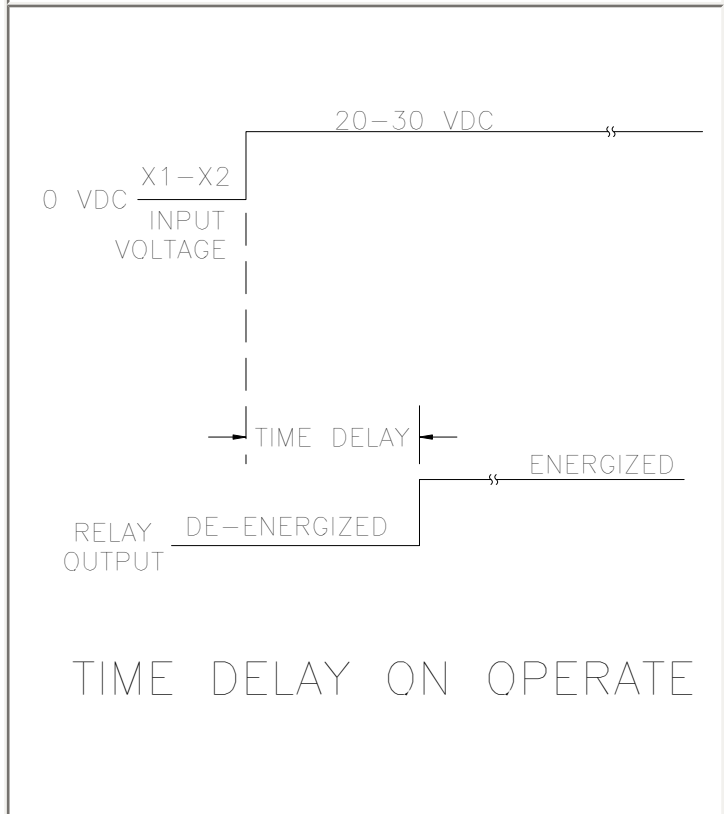 20-30 VDC
X1-X2
0 VDC
INPUT
VOLTAGE
TIME DELAY
ENERGIZED
DE-ENERGIZED
RELAY
OUTPUT
TIME DELAY ON OPERATE